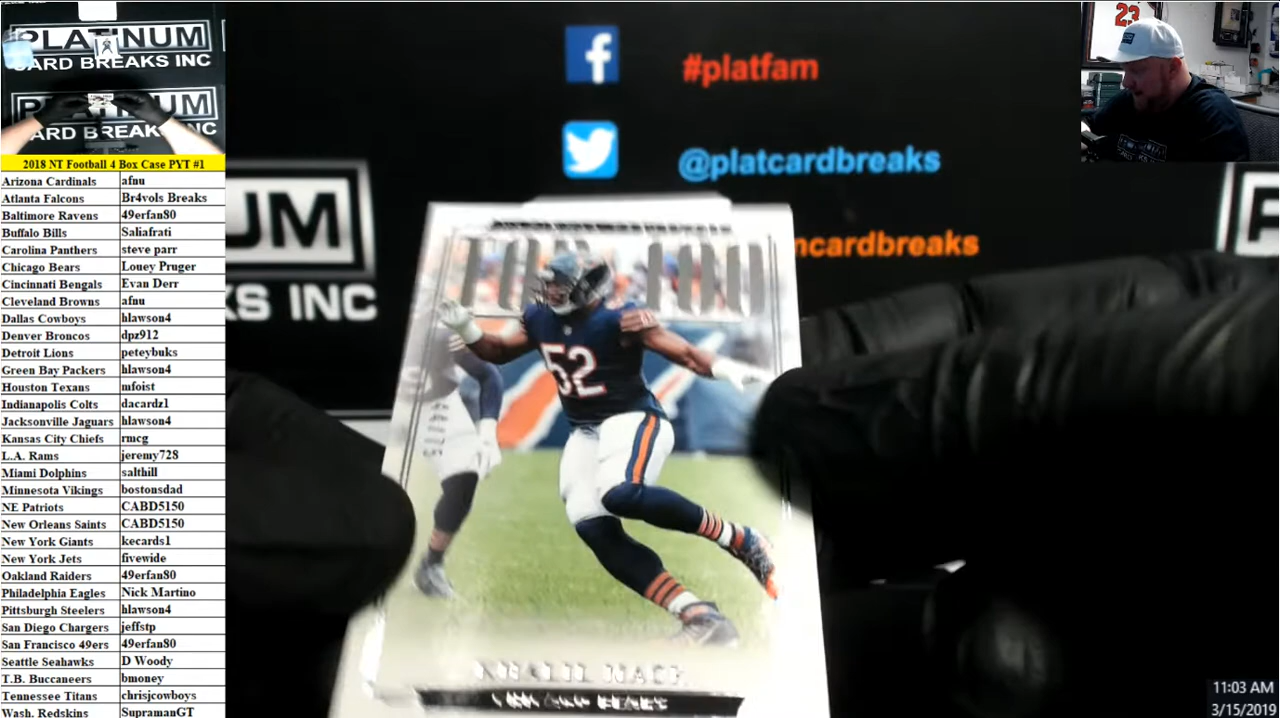 PLATINUM
CARD BREAKS INC
ARD BREAK INC
2018 NT Football 4 Box Case PYT #1
Arizona Cardinals afnu
Atlanta Falcons Br4vols Breaks
Baltimore Ravens 49erfan80
Buffalo Bills Saliafrati
Carolina Panthers steve parr
Chicago Bears Louey Pruger
Cincinnati Bengals Evan Derr
Cleveland Browns afnu
Dallas Cowboys hlawson4
Denver Broncos dpz912
Detroit Lions peteybuks
Green Bay Packers hlawson4
Houston Texans mfoist
Indianapolis Colts dacardz1
Jacksonville Jaguars hlawson4
Kansas City Chiefs rmcg
L.A. Rams jeremy728
Miami Dolphins salthill
Minnesota Vikings bostonsdad
NE Patriots CABD5150
New Orleans Saints CABD5150
New York Giants kecards1
New York Jets fivewide
Oakland Raiders 49erfan80
Philadelphia Eagles Nick Martino
Pittsburgh Steelers hlawson4
San Diego Chargers jeffstp
San Francisco 49ers 49erfan80
Seattle Seahawks D Woody
T.B. Buccaneers bmoney
Tennessee Titans chrisjcowboys
Wash. Redskins SupramanGT
f #platfam
@platcardbreaks
ncardbreaks
UM
KS INC
TOP 100
52
CHICAGO BEARS
23
P
11:03 AM
3/15/2019